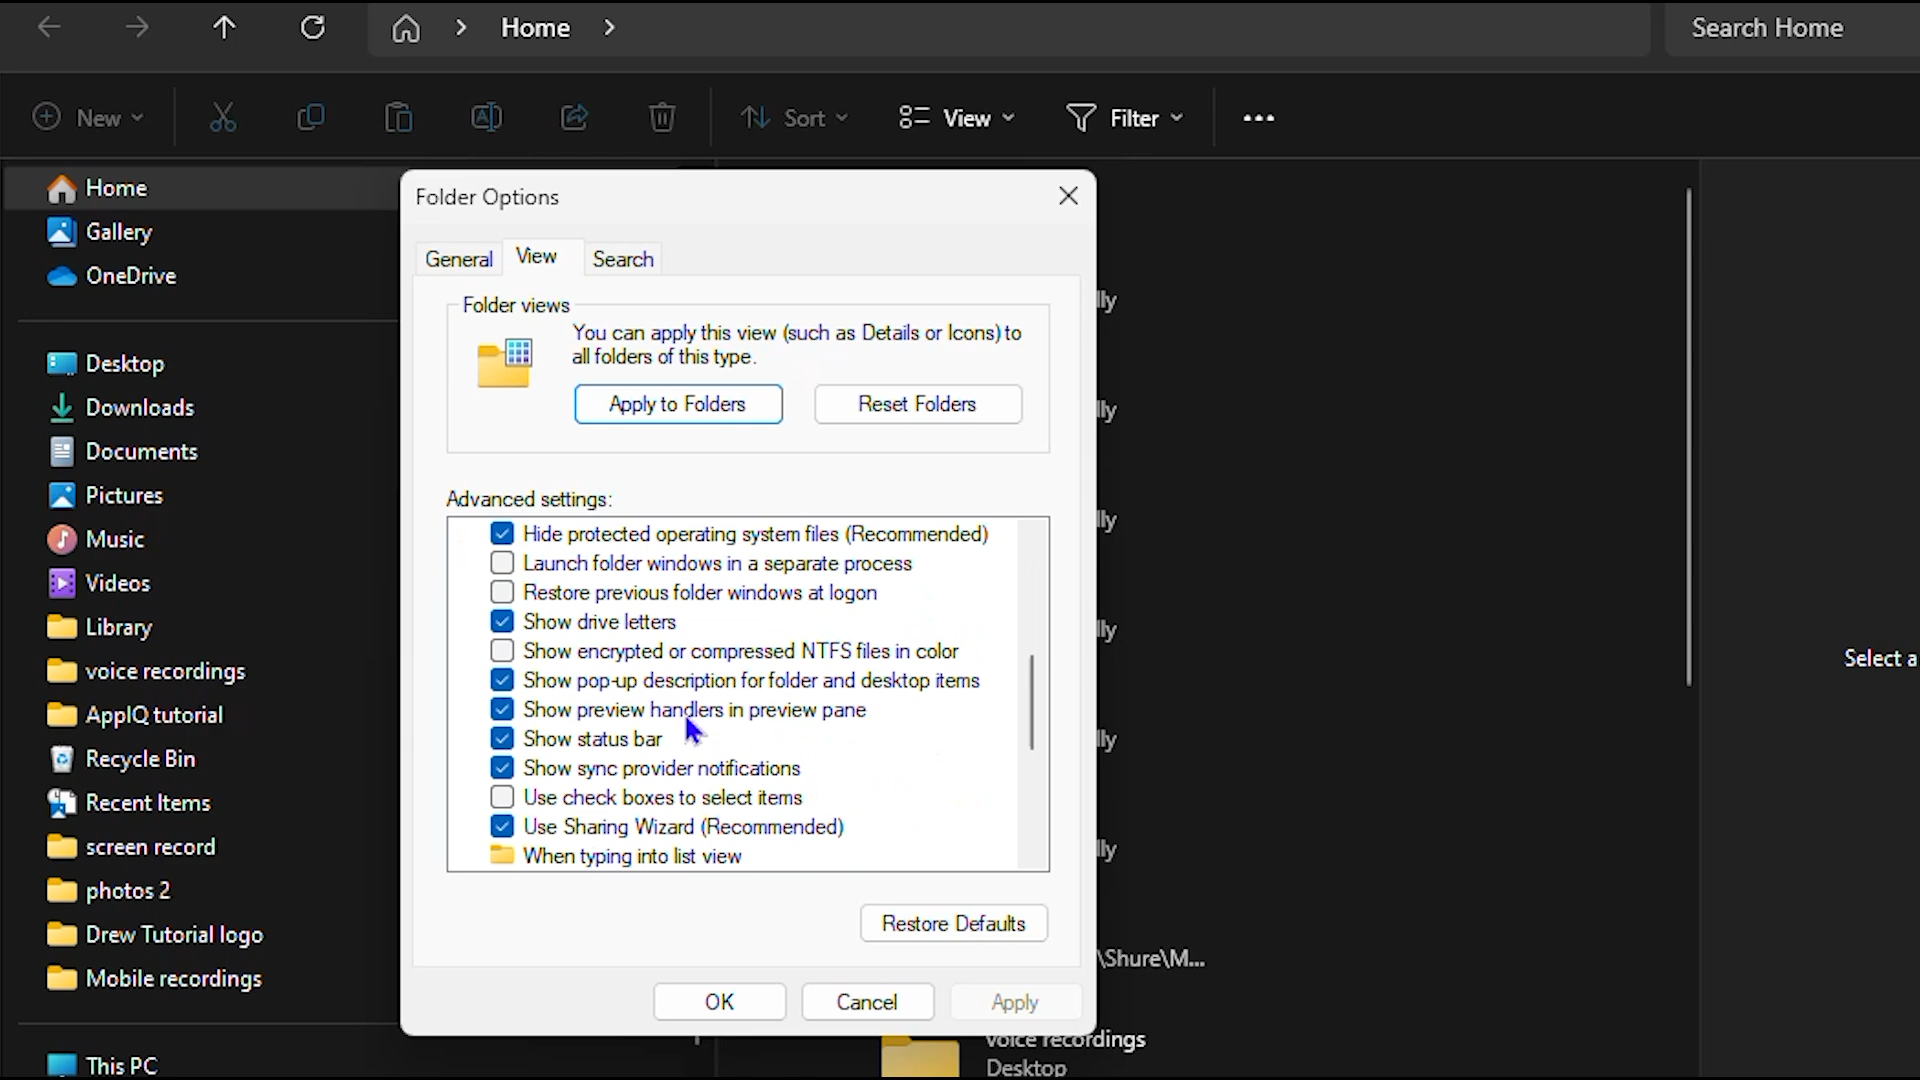 Home
Search Home
New
Sort
View
Filter
Home
Gallery
OneDrive
Desktop
Downloads
Documents
Pictures
Music
Videos
Library
voice recordings
ApplQ tutorial
Recycle Bin
Recent Items
screen record
photos 2
Drew Tutorial logo
Mobile recordings
This PC
Folder Options
General
View
Search
Folder views
You can apply this view (such as Details or Icons) to
all folders of this type.
Apply to Folders
Reset Folders
Advanced settings:
Hide protected operating system files (Recommended)
Launch folder windows in a separate process
Restore previous folder windows at logon
Show drive letters
Show encrypted or compressed NTFS files in color
Show pop-up description for folder and desktop items
Show preview handlers in preview pane
Show status bar
Show sync provider notifications
Use check boxes to select items
Use Sharing Wizard (Recommended)
When typing into list view
Restore Defaults
OK
Cancel
Apply
lly
lly
lly
lly
lly
lly
\Shure\M...
voice recordings
Desktop
Select a